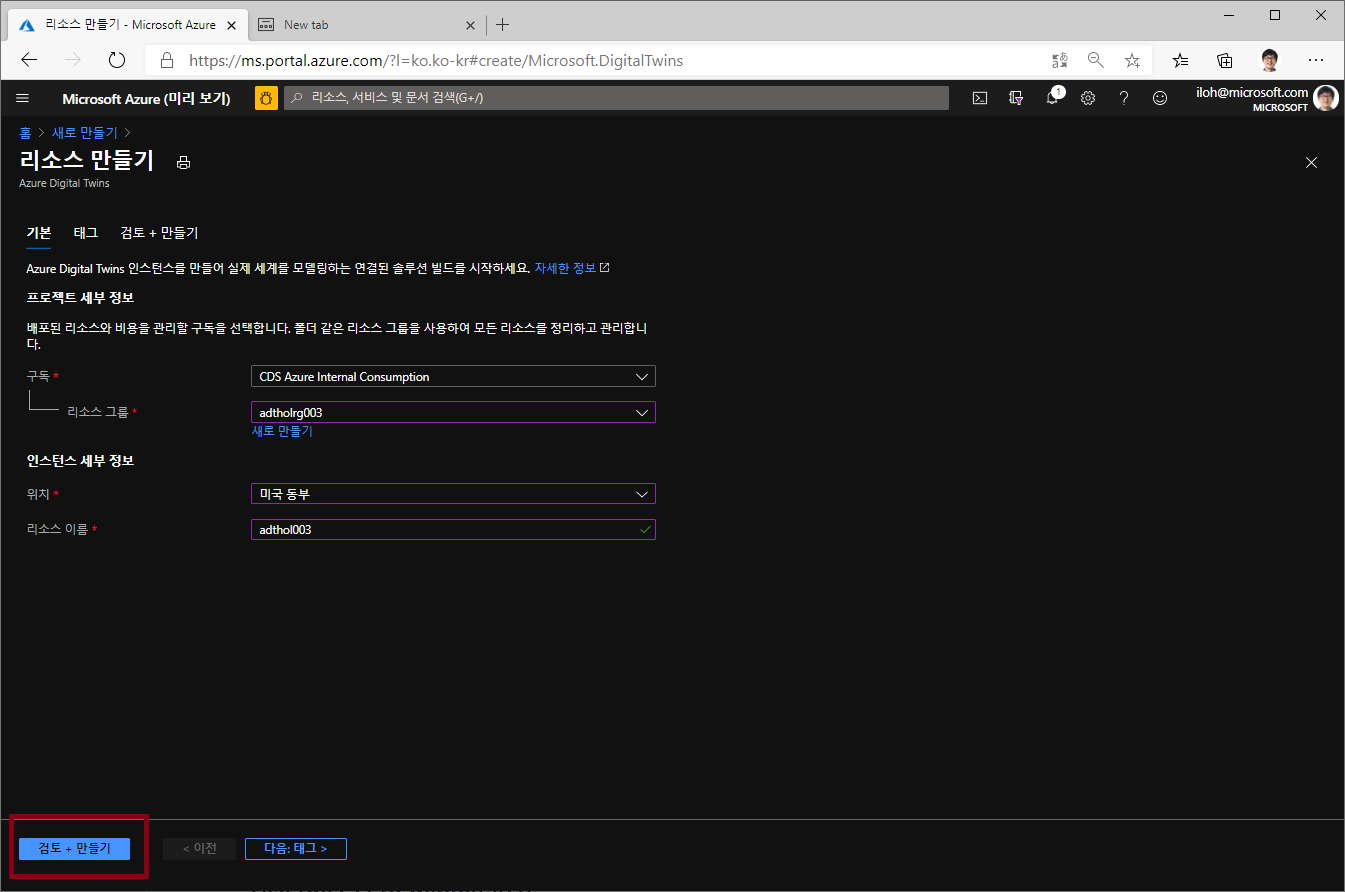 리소스 만들기 - Microsoft Azure
New tab
https://ms.portal.azure.com/?l=ko.ko-kr#create/Microsoft.DigitalTwins
Microsoft Azure (미리 보기)
리소스, 서비스 및 문서 검색(G+/)
1
iloh@microsoft.com
MICROSOFT
홈 > 새로 만들기 >
리소스 만들기
Azure Digital Twins
기본 태그 검토 + 만들기
Azure Digital Twins 인스턴스를 만들어 실제 세계를 모델링하는 연결된 솔루션 빌드를 시작하세요. 자세한 정보
프로젝트 세부 정보
배포된 리소스와 비용을 관리할 구독을 선택합니다. 폴더 같은 리소스 그룹을 사용하여 모든 리소스를 정리하고 관리합니
다.
구독 * CDS Azure Internal Consumption
리소스 그룹 * adtholrg003
새로 만들기
인스턴스 세부 정보
위치 * 미국 동부
리소스 이름 * adthol003
검토 + 만들기 < 이전 다음: 태그 >